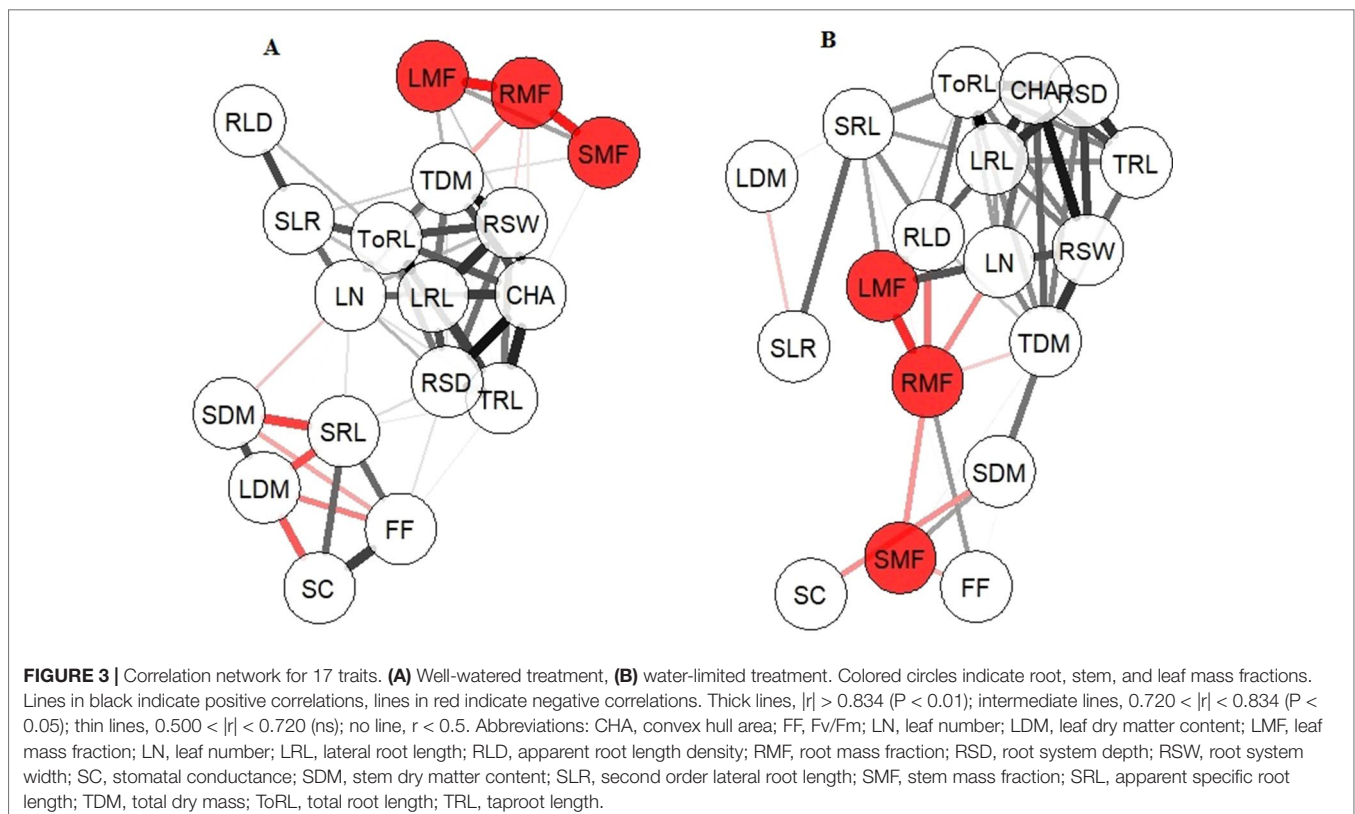 A
B
LMF
RMF
RLD
SMF
TDM
SLR
RSW
ToRL
LN
LRL
CHA
RSD
TRL
SDM
SRL
LDM
FF
SC
ToRL
CHA
RSD
SRL
LRL
TRL
LDM
RLD
LN
RSW
LMF
SLR
TDM
RMF
SDM
SMF
SC
FF
FIGURE 3 | Correlation network for 17 traits. (A) Well-watered treatment, (B) water-limited treatment. Colored circles indicate root, stem, and leaf mass fractions.
Lines in black indicate positive correlations, lines in red indicate negative correlations. Thick lines, |r| > 0.834 (P < 0.01); intermediate lines, 0.720 < |r| < 0.834 (P <
0.05); thin lines, 0.500 < |r| < 0.720 (ns); no line, r < 0.5. Abbreviations: CHA, convex hull area; FF, Fv/Fm; LN, leaf number; LDM, leaf dry matter content; LMF, leaf
mass fraction; LN, leaf number; LRL, lateral root length; RLD, apparent root length density; RMF, root mass fraction; RSD, root system depth; RSW, root system
width; SC, stomatal conductance; SDM, stem dry matter content; SLR, second order lateral root length; SMF, stem mass fraction; SRL, apparent specific root
length; TDM, total dry mass; ToRL, total root length; TRL, taproot length.